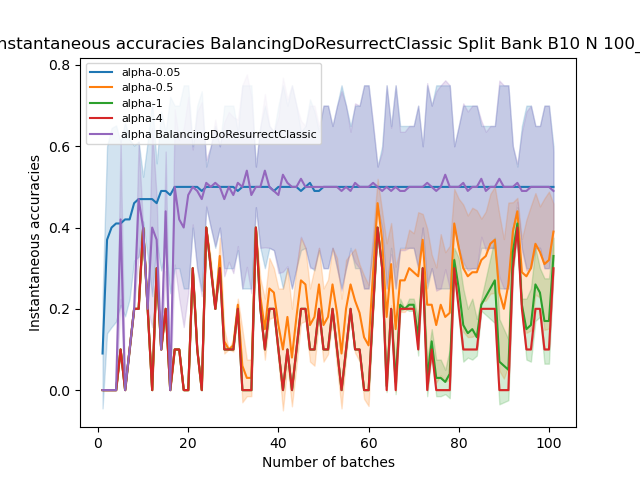 nstantaneous accuracies BalancingDoResurrectClassic Split Bank B10 N 100_
alpha-0.05
alpha-0.5
alpha-1
alpha-4
alpha BalancingDoResurrectClassic
Instantaneous accuracies
0.8
0.6
0.4
0.2
0.0
0
20
40
60
80
100
Number of batches